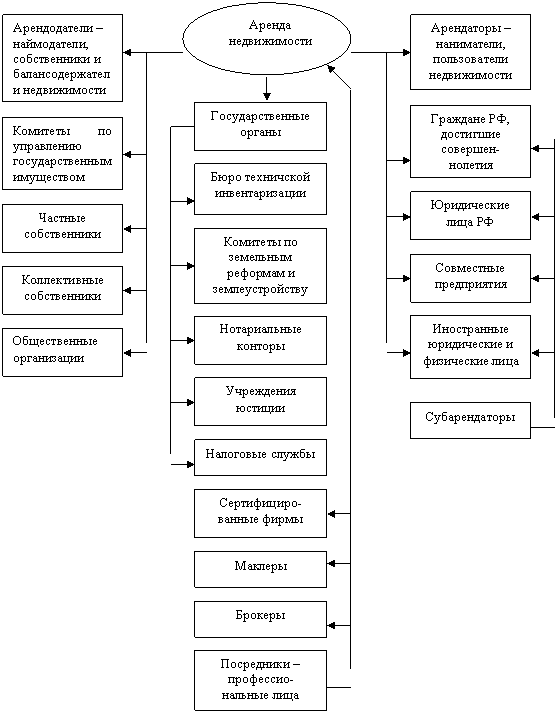 Аренда
недвижимости
Арендодатели –
наймодатели,
собственники и
балансодержател
и недвижимости
Комитеты по
управлению
государственным
имуществом
Частные
собственники
Коллективные
собственники
Общественные
организации
Государственные
органы
Бюро техничской
инвентаризации
Комитеты по
земельным
реформам и
землеустройству
Нотариальные
конторы
Учреждения
юстиции
Налоговые службы
Сертифициро-
ванные фирмы
Маклеры
Брокеры
Посредники –
профессио-
нальные лица
Арендаторы –
наниматели,
пользователи
недвижимости
Граждане РФ,
достигшие
совершен-
нолетия
Юридические
лица РФ
Совместные
предприятия
Иностранные
юридические и
физические лица
Субарендаторы